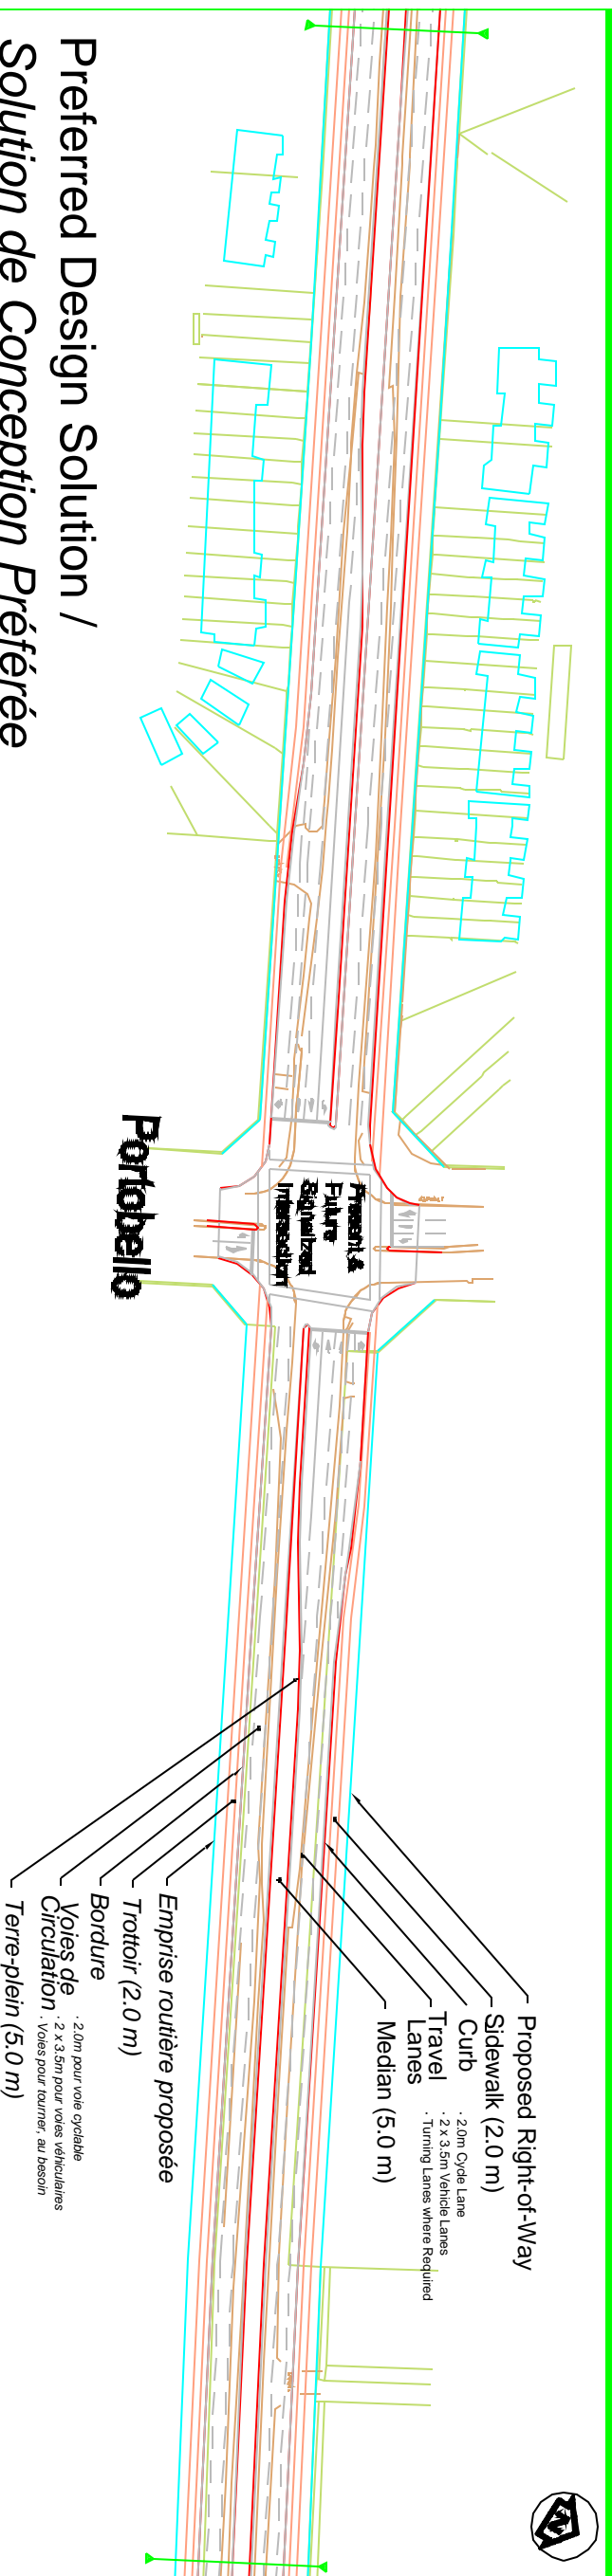 Preferred Design Solution /
Solution de Conception Préférée
Portobello
Present &
Future
Signalized
Intersection
Proposed Right-of-Way
Sidewalk (2.0 m)
Curb
Travel
Lanes
· 2.0m Cycle Lane
· 2 x 3.5m Vehicle Lanes
· Turning Lanes where Required
Median (5.0 m)
Emprise routière proposée
Trottoir (2.0 m)
Bordure
Voies de
Circulation
· 2.0m pour voie cyclable
· 2 x 3.5m pour voies véhiculaires
· Voies pour tourner, au besoin
Terre-plein (5.0 m)